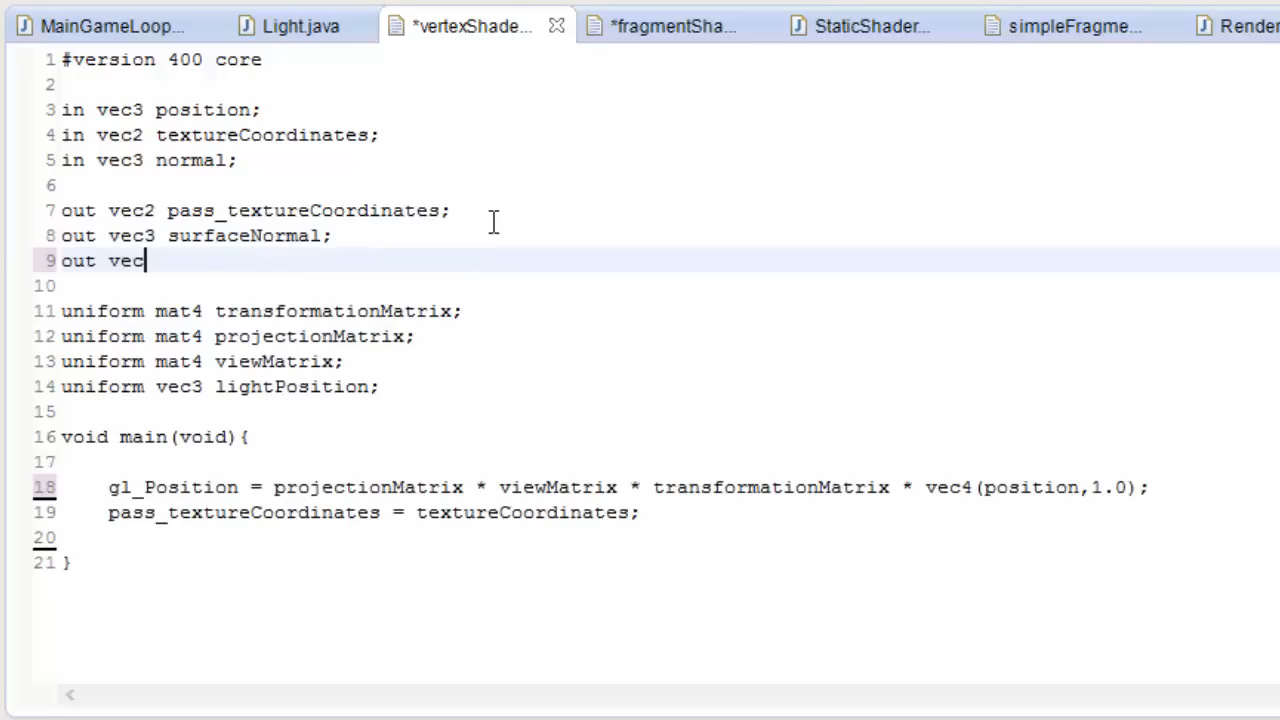 MainGameLoop... Light.java *vertexShade... *fragmentSha... StaticShader... simpleFragme... Render
1 #version 400 core
2
3 in vec3 position;
4 in vec2 textureCoordinates;
5 in vec3 normal;
6
7 out vec2 pass_textureCoordinates;
8 out vec3 surfaceNormal;
9 out vec
10
11 uniform mat4 transformationMatrix;
12 uniform mat4 projectionMatrix;
13 uniform mat4 viewMatrix;
14 uniform vec3 lightPosition;
15
16 void main(void){
17
18 gl_Position = projectionMatrix * viewMatrix * transformationMatrix * vec4(position,1.0);
19 pass_textureCoordinates = textureCoordinates;
20
21 }